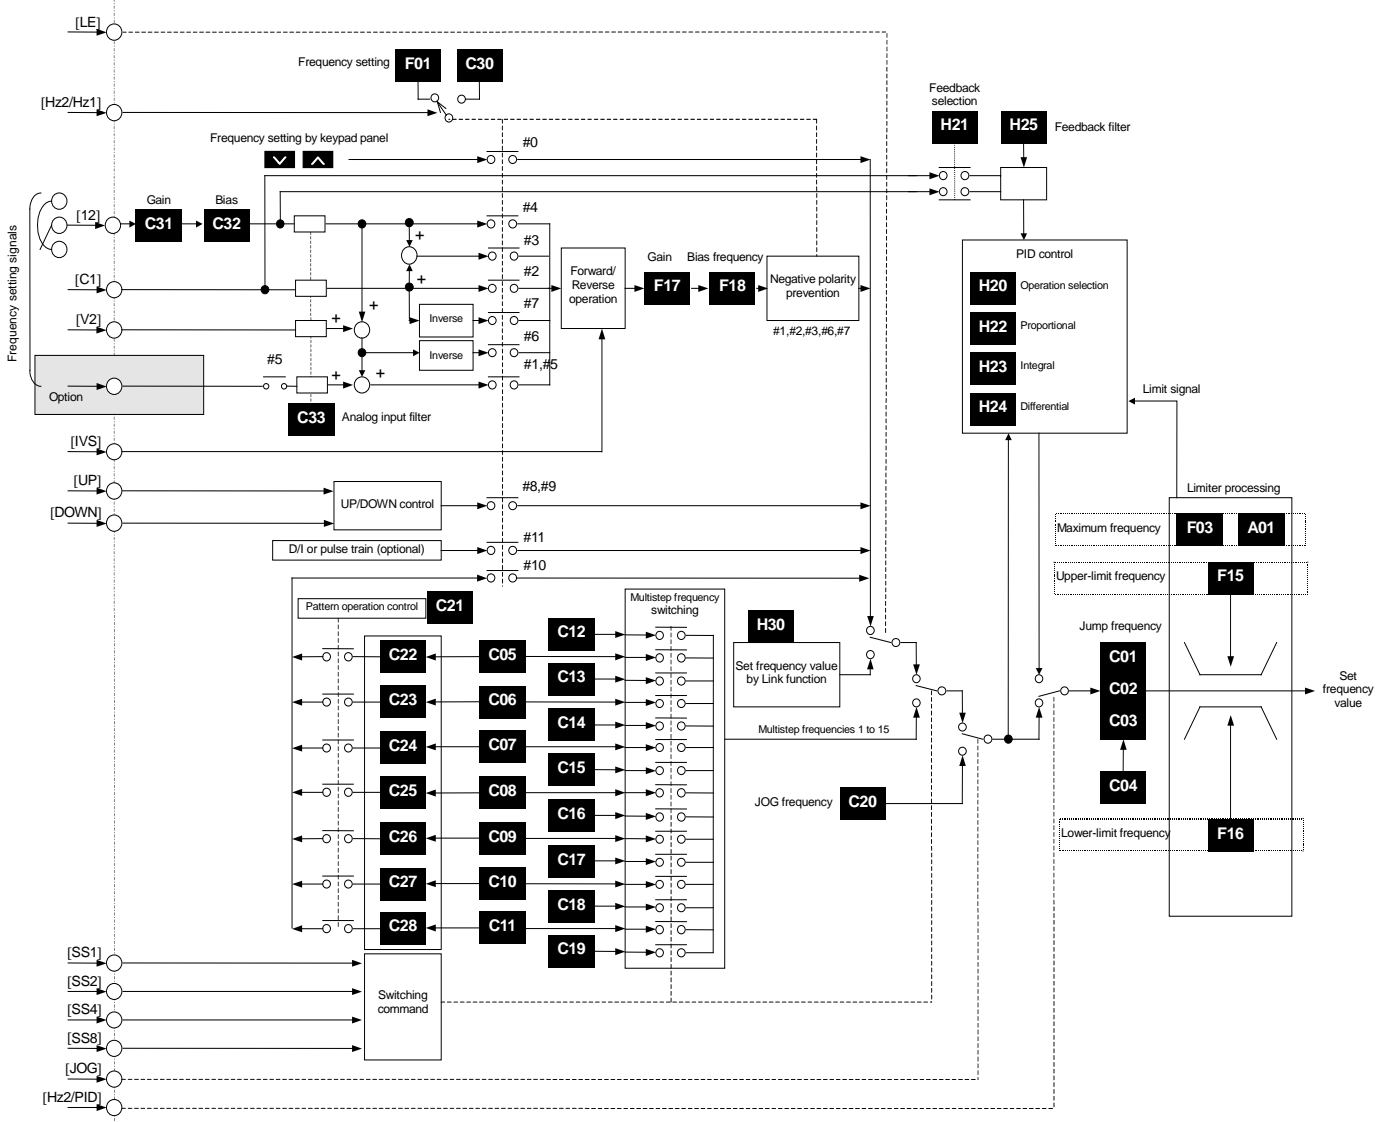 [LE]
Frequency setting
F01
C30
[Hz2/Hz1]
Frequency setting by keypad panel
#0
Feedback
selection
H21
H25
Feedback filter
Frequency setting signals
[12]
Gain
C31
Bias
C32
#4
+
#3
+
[C1]
#2
+
[V2]
+
Inverse
#7
Inverse
#6
#5
#1,#5
Option
+
+
C33
Analog input filter
Forward/
Reverse
operation
Gain
F17
Bias frequency
F18
Negative polarity
prevention
#1,#2,#3,#6,#7
PID control
H20
Operation selection
H22
Proportional
H23
Integral
H24
Differential
Limit signal
[IVS]
[UP]
[DOWN]
UP/DOWN control
#8,#9
D/I or pulse train (optional)
#11
#10
Limiter processing
Maximum frequency
F03
A01
Upper-limit frequency
F15
Pattern operation control
C21
Multistep frequency
switching
C12
C22
C05
C13
C23
C06
C14
C24
C07
C15
C25
C08
C16
C26
C09
C17
C27
C10
C18
C28
C11
C19
H30
Set frequency value
by Link function
Multistep frequencies 1 to 15
JOG frequency
C20
Jump frequency
C01
C02
C03
C04
Set
frequency
value
Lower-limit frequency
F16
[SS1]
[SS2]
[SS4]
[SS8]
Switching
command
[JOG]
[Hz2/PID]